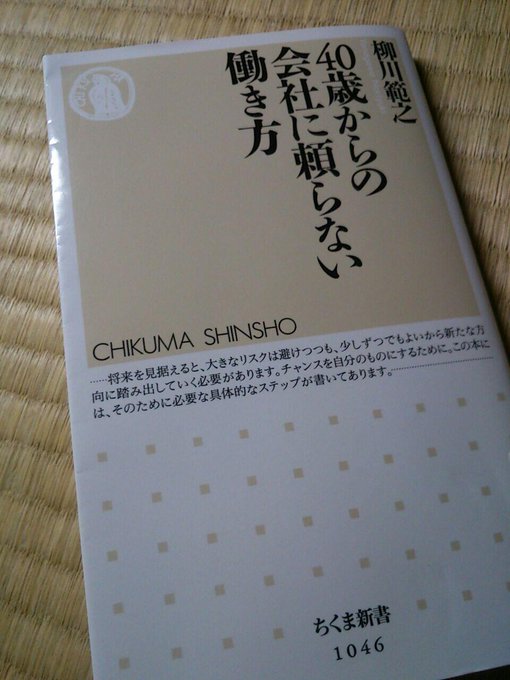 柳川範之
40歳からの
会社に頼らない
働き方
CHIKUMA SHINSHO
……将来を見据えると、大きなリスクは避けつつも、少しずつでもよいから新たな方
向に踏み出していく必要があります。チャンスを自分のものにするために。この本に
は、そのために必要な具体的なステップが書いてあります。……
ちくま新書
1046